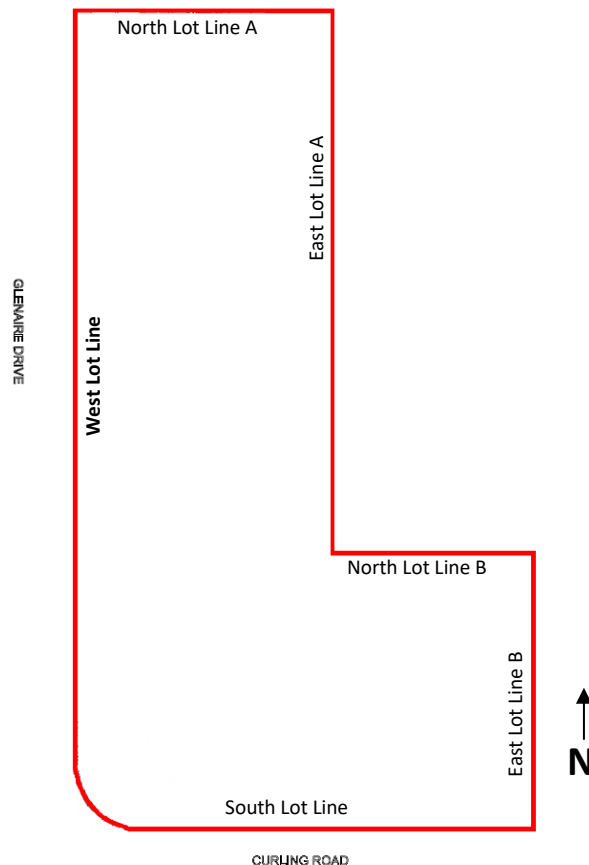 North Lot Line A
East Lot Line A
GLENAIRE DRIVE
West Lot Line
North Lot Line B
East Lot Line B
N
South Lot Line
CURLING ROAD